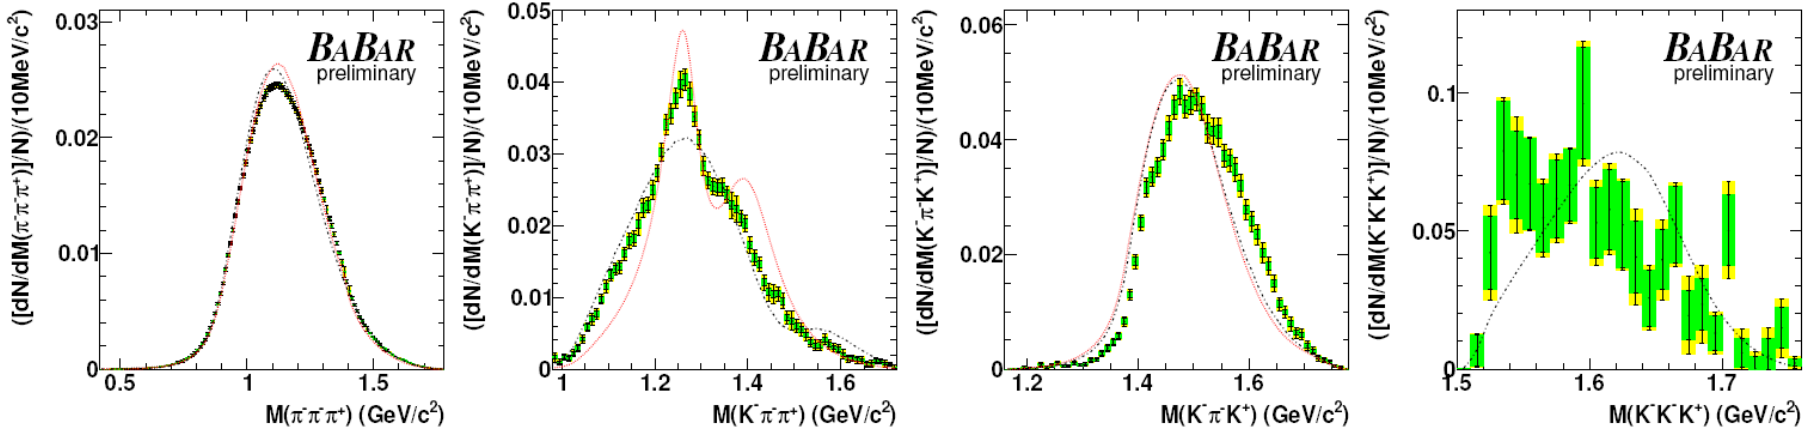 ([dN/dM(π⁻π⁻π⁺)]/N)/(10MeV/c²)
0.03
0.02
0.01
0
0.5
1
1.5
M(π⁻π⁻π⁺) (GeV/c²)
BABAR
preliminary
([dN/dM(K⁻π⁻π⁺)]/N)/(10MeV/c²)
0.05
0.04
0.03
0.02
0.01
0
1
1.2
1.4
1.6
M(K⁻π⁻π⁺) (GeV/c²)
BABAR
preliminary
([dN/dM(K⁻π⁻K⁺)]/N)/(10MeV/c²)
0.06
0.04
0.02
0
1.2
1.4
1.6
M(K⁻π⁻K⁺) (GeV/c²)
BABAR
preliminary
([dN/dM(K⁻K⁻K⁺)]/N)/(10MeV/c²)
0.1
0.05
0
1.5
1.6
1.7
M(K⁻K⁻K⁺) (GeV/c²)
BABAR
preliminary